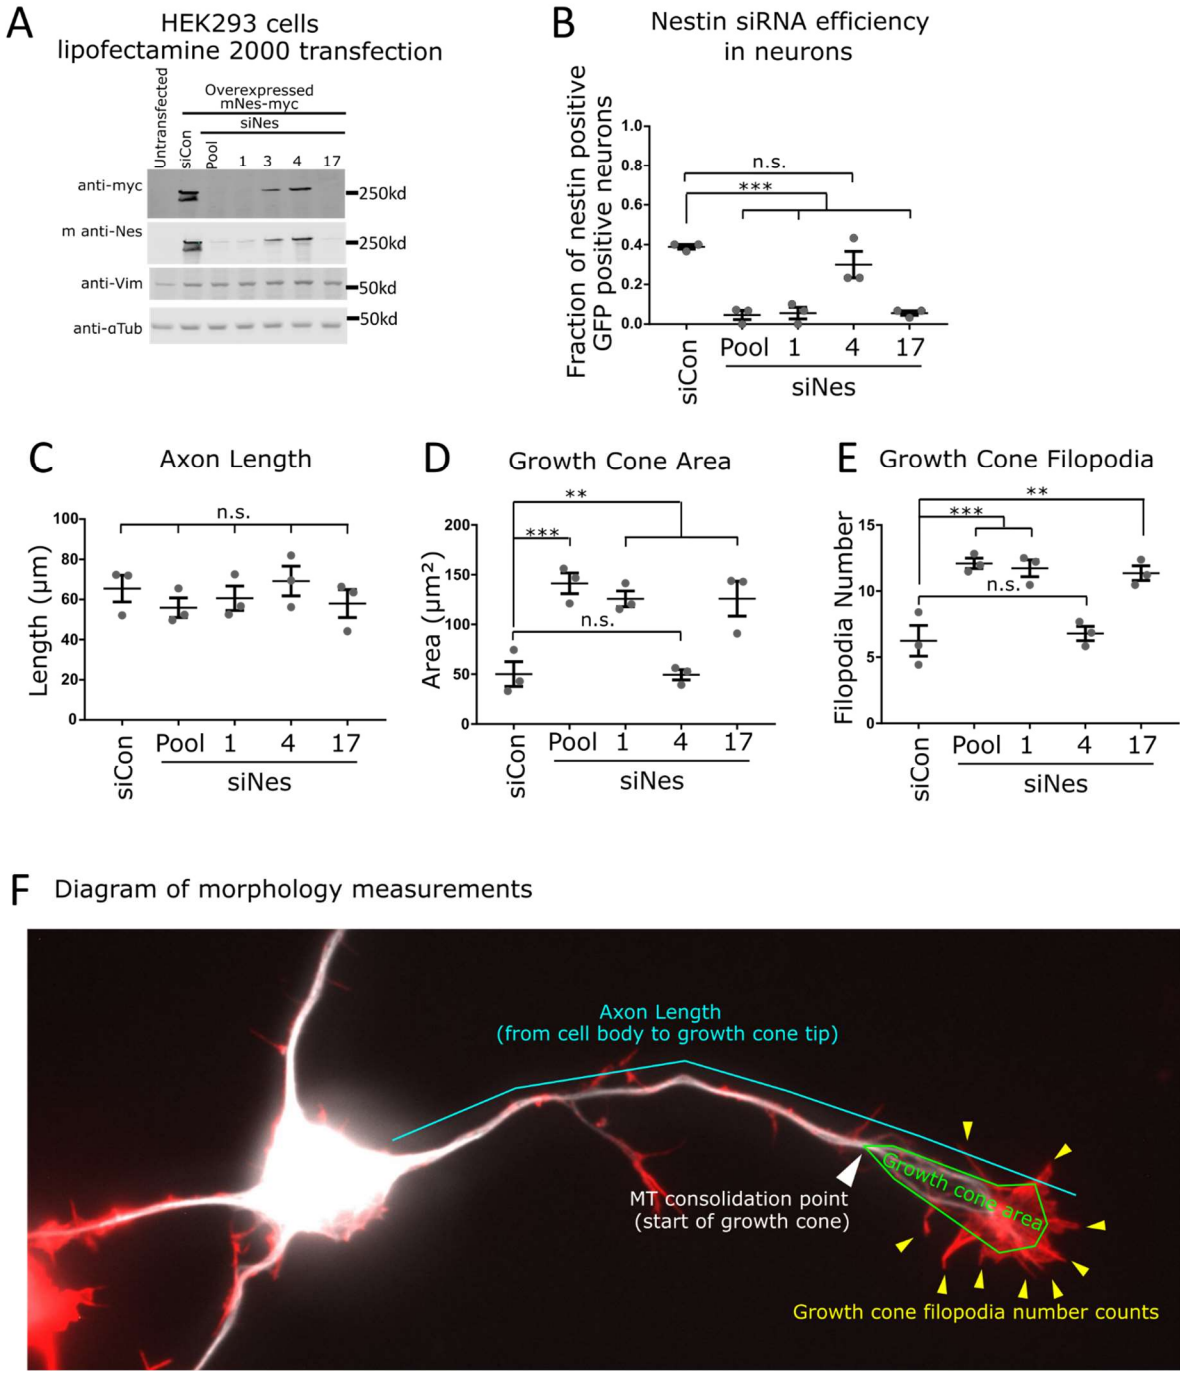 A
HEK293 cells
lipofectamine 2000 transfection
Untransfected
siCon
Overexpressed
mNes-myc
siNes
Pool
1
3
4
17
anti-myc
250kd
m anti-Nes
250kd
anti-Vim
50kd
50kd
anti-αTub
B
Nestin siRNA efficiency
in neurons
Fraction of nestin positive
GFP positive neurons
1.0
0.8
0.6
0.4
0.2
0.0
n.s.
***
siCon
Pool 1 4 17
siNes
C
Axon Length
Length (µm)
100
80
60
40
20
0
n.s.
siCon
Pool 1 4 17
siNes
D
Growth Cone Area
Area (µm²)
200
150
100
50
0
**
***
n.s.
siCon
Pool 1 4 17
siNes
E
Growth Cone Filopodia
Filopodia Number
15
10
5
0
**
***
n.s.
siCon
Pool 1 4 17
siNes
F
Diagram of morphology measurements
Axon Length
(from cell body to growth cone tip)
Growth cone area
MT consolidation point
(start of growth cone)
Growth cone filopodia number counts